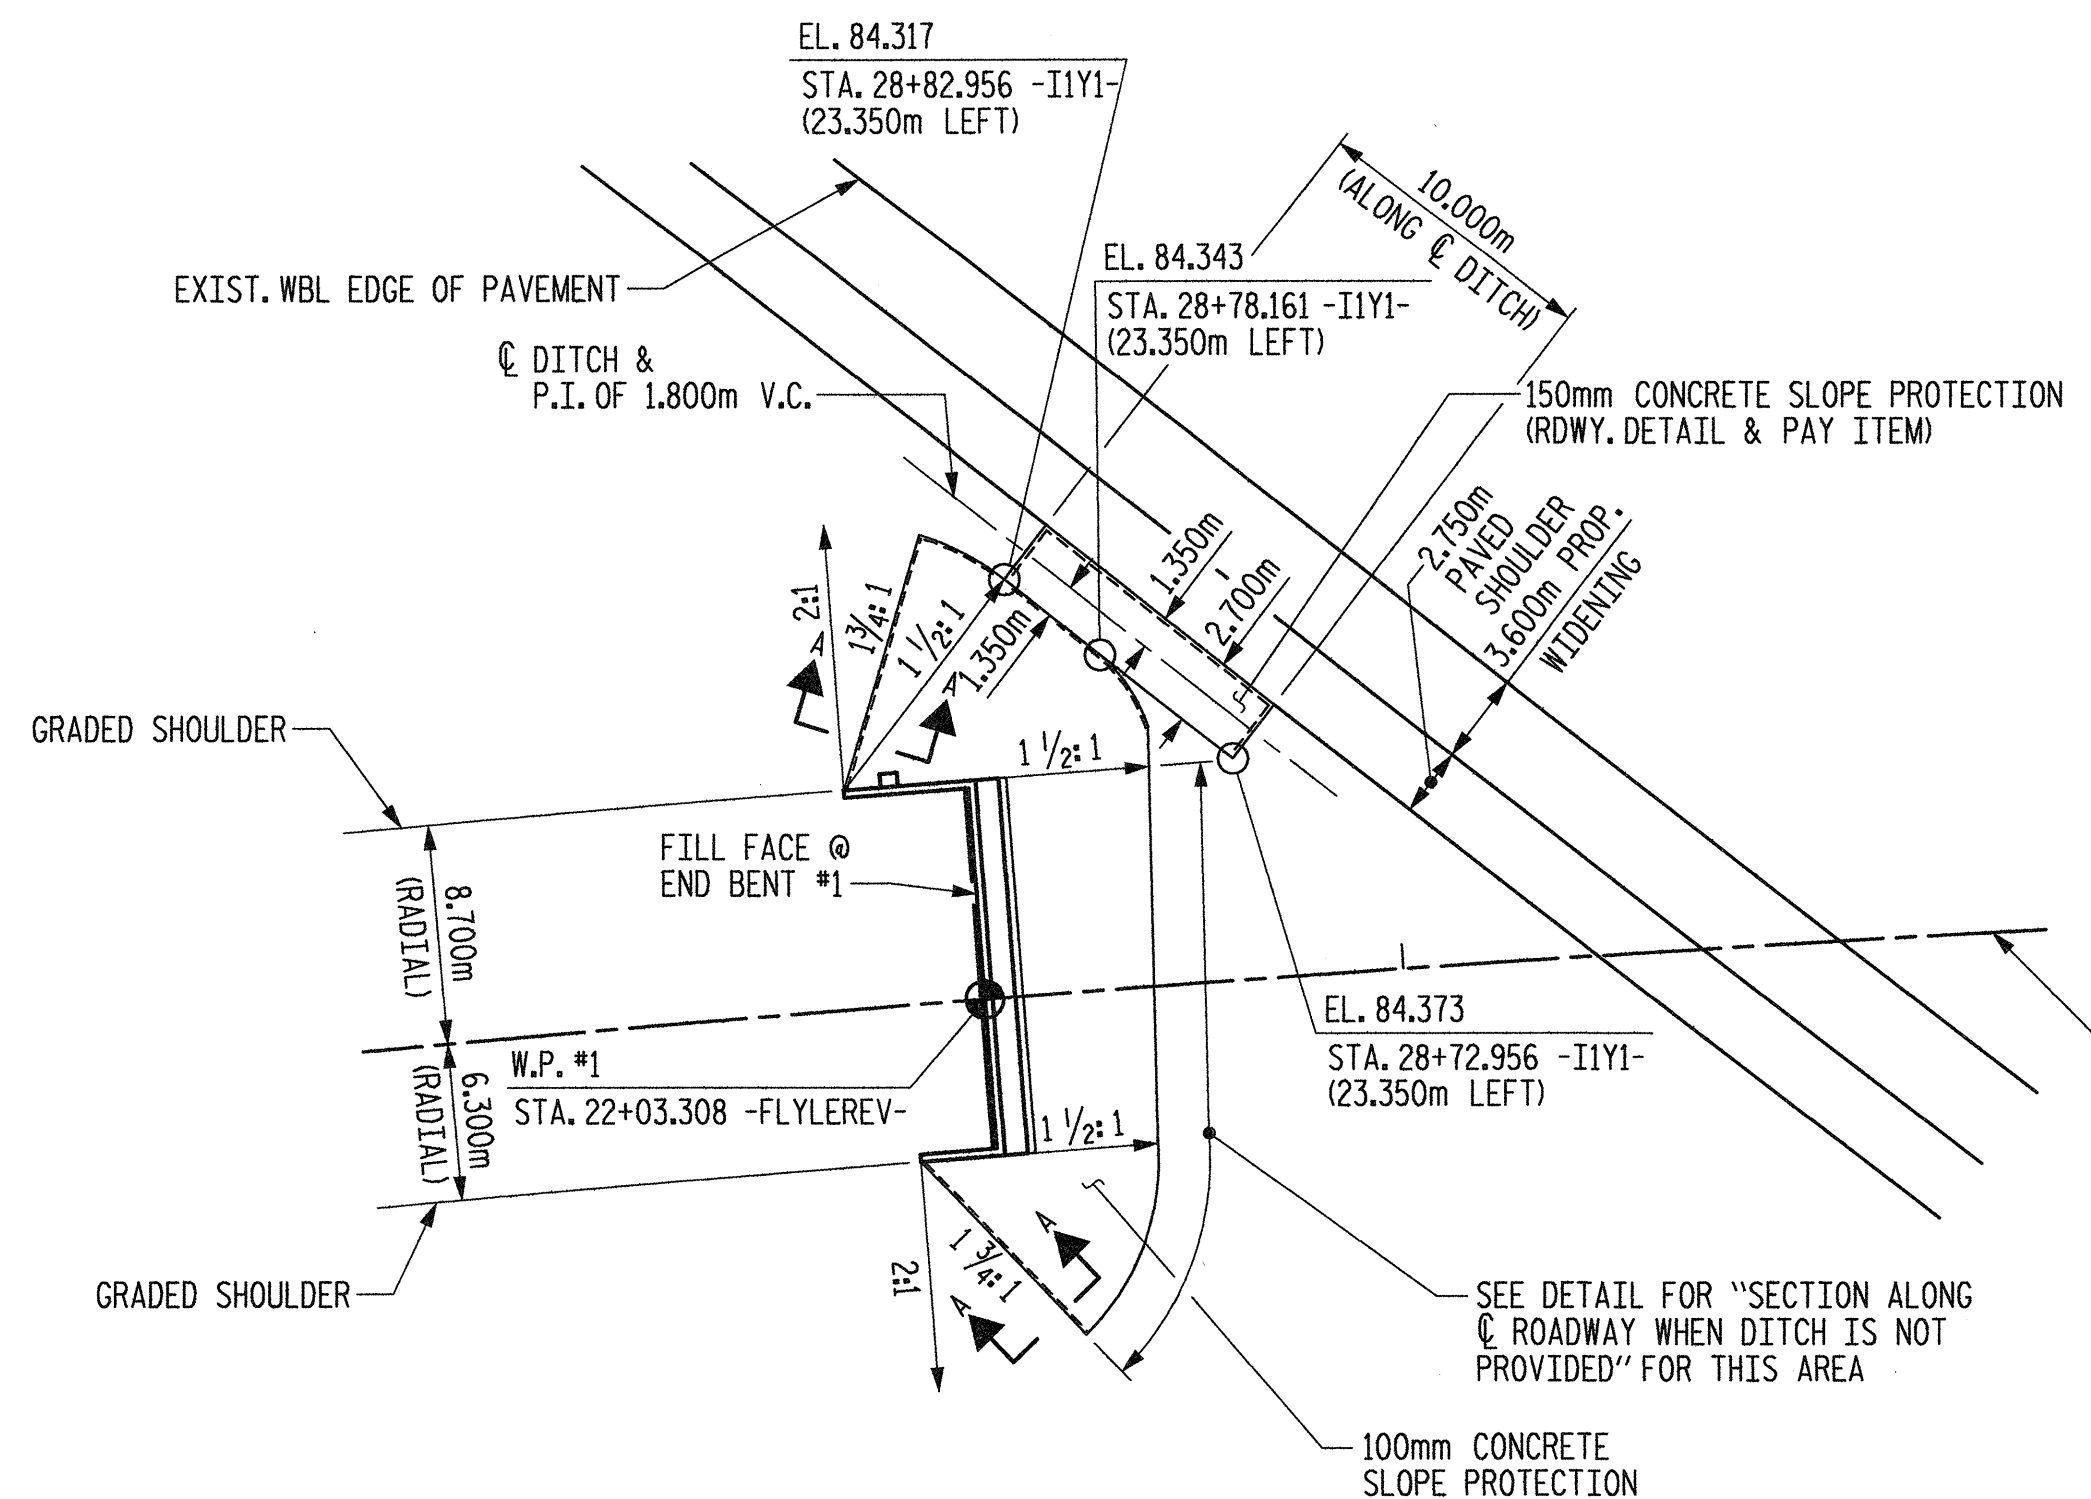 EL. 84.317
STA. 28+82.956 -I1Y1-
(23.350m LEFT)
10.000m
(ALONG ℄ DITCH)
EL. 84.343
STA. 28+78.161 -I1Y1-
(23.350m LEFT)
EXIST. WBL EDGE OF PAVEMENT
℄ DITCH &
P.I. OF 1.800m V.C.
150mm CONCRETE SLOPE PROTECTION
(RDWY. DETAIL & PAY ITEM)
2.750m
PAVED
SHOULDER
3.600m PROP.
WIDENING
1.350m
2.700m
2:1
1 3/4: 1
1 1/2: 1
1.350m
A
A
GRADED SHOULDER
1 1/2: 1
FILL FACE @
END BENT #1
8.700m
(RADIAL)
6.300m
(RADIAL)
W.P. #1
STA. 22+03.308 -FLYLEREV-
EL. 84.373
STA. 28+72.956 -I1Y1-
(23.350m LEFT)
1 1/2: 1
2:1
1 3/4: 1
A
A
GRADED SHOULDER
SEE DETAIL FOR "SECTION ALONG
℄ ROADWAY WHEN DITCH IS NOT
PROVIDED" FOR THIS AREA
100mm CONCRETE
SLOPE PROTECTION